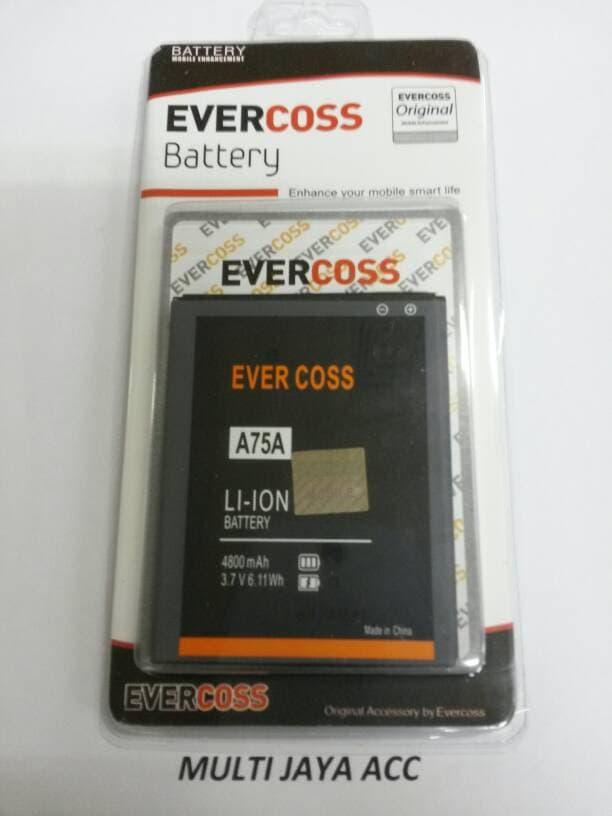 BATTERY
MOBILE ENHANCEMENT
EVERCOSS
Battery
EVERCOSS
Original
Enhance your mobile smart life
EVERCOSS
EVER COSS
A75A
LI-ION
BATTERY
4800 mAh
3.7 V 6.11Wh
Made in China
EVERCOSS
Original Accessory by Evercoss
MULTI JAYA ACC